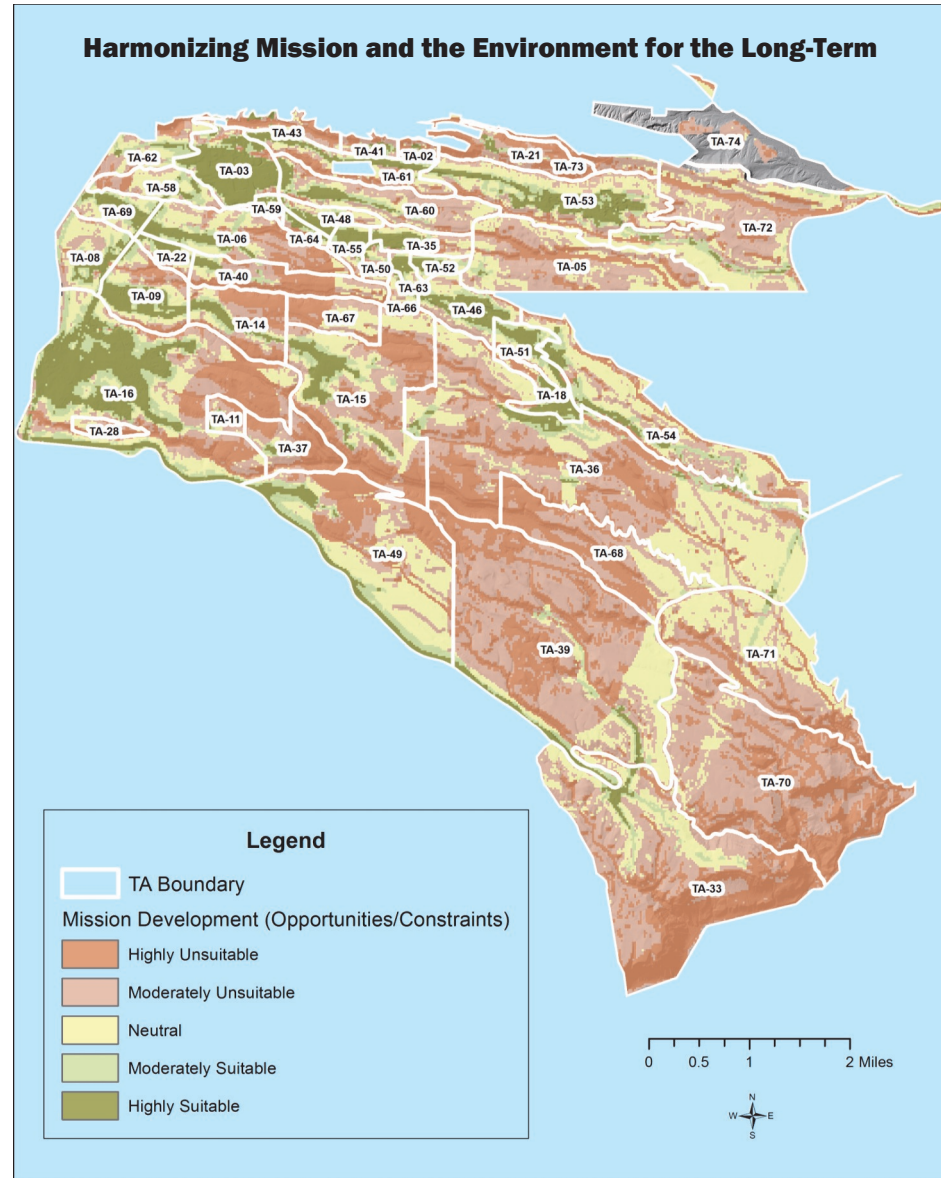 Harmonizing Mission and the Environment for the Long-Term
TA-43
TA-74
TA-62
TA-41
TA-02
TA-21
TA-03
TA-73
TA-61
TA-58
TA-53
TA-69
TA-59
TA-60
TA-48
TA-72
TA-06
TA-64
TA-35
TA-55
TA-22
TA-08
TA-50
TA-52
TA-05
TA-40
TA-63
TA-09
TA-66
TA-46
TA-67
TA-14
TA-51
TA-16
TA-18
TA-15
TA-11
TA-28
TA-54
TA-37
TA-36
TA-49
TA-68
TA-39
TA-71
TA-70
TA-33
Legend
TA Boundary
Mission Development (Opportunities/Constraints)
Highly Unsuitable
Moderately Unsuitable
Neutral
Moderately Suitable
Highly Suitable
0 0.5 1 2 Miles
N
W E
S